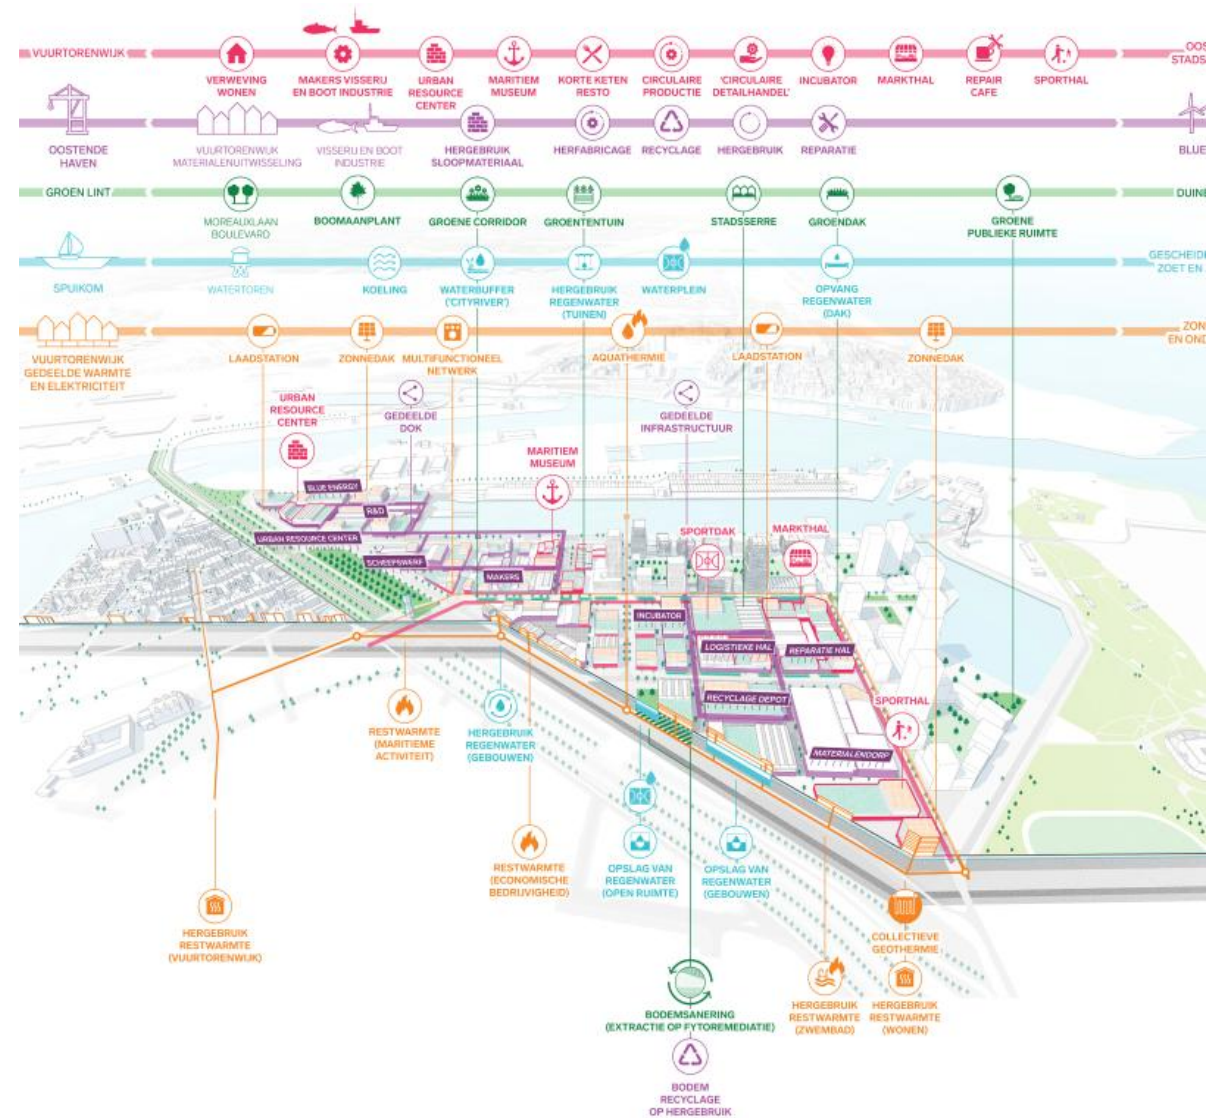 VUURTORENWIJK
OOS
STADS
VERWEVING
WONEN
MAKERS VISSERIJ
EN BOOT INDUSTRIE
URBAN
RESOURCE
CENTER
MARITIEM
MUSEUM
KORTE KETEN
RESTO
CIRCULAIRE
PRODUCTIE
'CIRCULAIRE
DETAILHANDEL'
INCUBATOR
MARKTHAL
REPAIR
CAFE
SPORTHAL
OOSTENDE
HAVEN
VUURTORENWIJK
MATERIALENUITWISSELING
VISSERIJ EN BOOT
INDUSTRIE
HERGEBRUIK
SLOOPMATERIAAL
HERFABRICAGE
RECYCLAGE
HERGEBRUIK
REPARATIE
BLUE
GROEN LINT
DUINE
MOREAUXLAAN
BOULEVARD
BOOMAANPLANT
GROENE CORRIDOR
GROENTENTUIN
STADSSERRE
GROENDAK
GROENE
PUBLIEKE RUIMTE
GESCHEIDE
ZOET EN
SPUIKOM
WATERTOREN
KOELING
WATERBUFFER
('CITYRIVER')
HERGEBRUIK
REGENWATER
(TUINEN)
WATERPLEIN
OPVANG
REGENWATER
(DAK)
ZON
EN OND
VUURTORENWIJK
GEDEELDE WARMTE
EN ELEKTRICITEIT
LAADSTATION
ZONNEDAK
MULTIFUNCTIONEEL
NETWERK
AQUATHERMIE
LAADSTATION
ZONNEDAK
URBAN
RESOURCE
CENTER
GEDEELDE
DOK
GEDEELDE
INFRASTRUCTUUR
MARITIEM
MUSEUM
BLUE ENERGY
R&D
URBAN RESOURCE CENTER
SCHEEPSWERF
MAKERS
SPORTDAK
MARKTHAL
INCUBATOR
LOGISTIEKE HAL
REPARATIE HAL
RECYCLAGE DEPOT
SPORTHAL
MATERIALENDORP
RESTWARMTE
(MARITIEME
ACTIVITEIT)
HERGEBRUIK
REGENWATER
(GEBOUWEN)
RESTWARMTE
(ECONOMISCHE
BEDRIJVIGHEID)
OPSLAG VAN
REGENWATER
(OPEN RUIMTE)
OPSLAG VAN
REGENWATER
(GEBOUWEN)
HERGEBRUIK
RESTWARMTE
(VUURTORENWIJK)
COLLECTIEVE
GEOTHERMIE
HERGEBRUIK
RESTWARMTE
(ZWEMBAD)
HERGEBRUIK
RESTWARMTE
(WONEN)
BODEMSANERING
(EXTRACTIE OP FYTOREMEDIATIE)
BODEM
RECYCLAGE
OP HERGEBRUIK